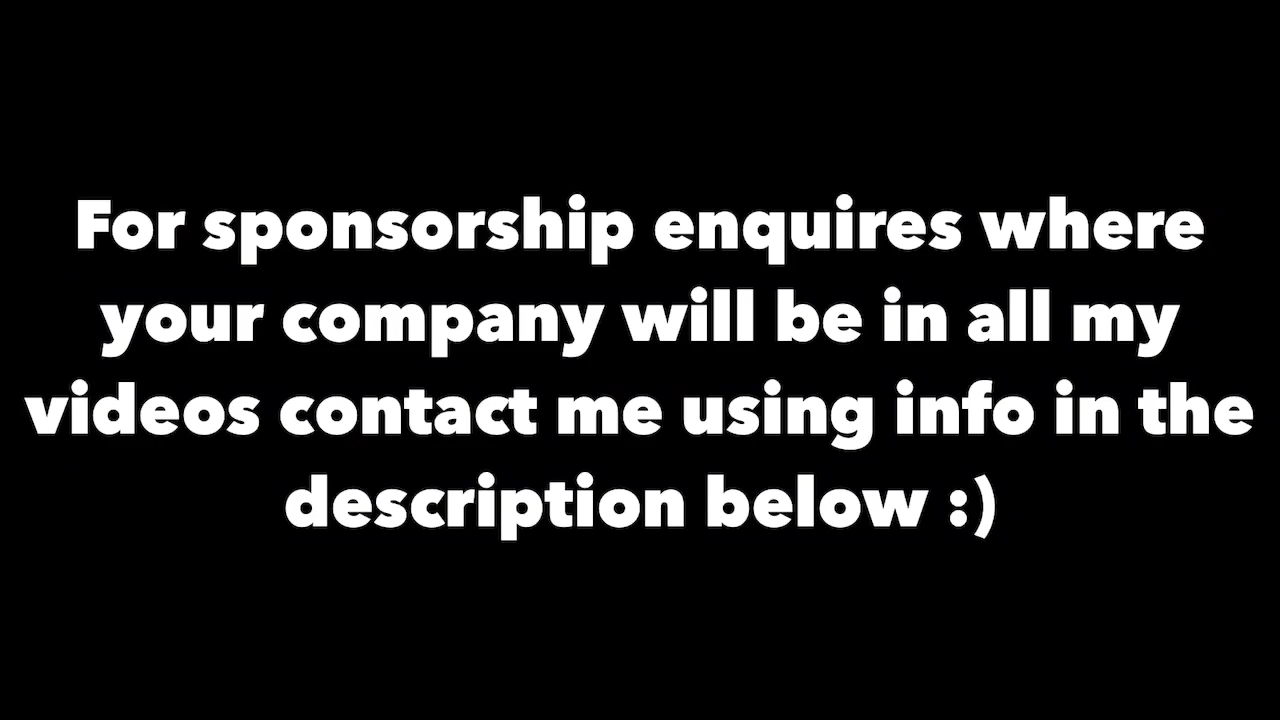 For sponsorship enquires where
your company will be in all my
videos contact me using info in the
description below :)